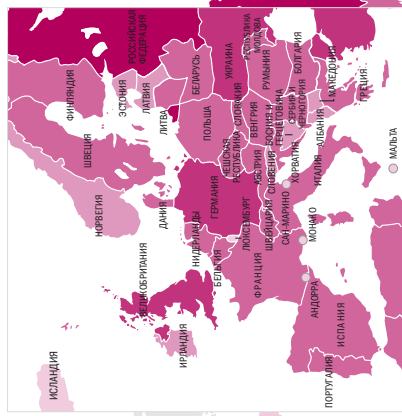 РОССИЙСКАЯ
ФЕДЕРАЦИЯ
ФИНЛЯНДИЯ
ЭСТОНИЯ
ЛАТВИЯ
ЛИТВА
БЕЛАРУСЬ
УКРАИНА
РЕСПУБЛИКА
МОЛДОВА
РУМЫНИЯ
БОЛГАРИЯ
МАКЕДОНИЯ
ГРЕЦИЯ
ШВЕЦИЯ
НОРВЕГИЯ
ДАНИЯ
ПОЛЬША
СЛОВАКИЯ
ВЕНГРИЯ
БОСНИЯ И
ГЕРЦЕГОВИНА
СЕРБИЯ И
ЧЕРНОГОРИЯ
АЛБАНИЯ
ЧЕШСКАЯ
РЕСПУБЛИКА
АВСТРИЯ
СЛОВЕНИЯ
ХОРВАТИЯ
ИТАЛИЯ
МАЛЬТА
ГЕРМАНИЯ
НИДЕРЛАНДЫ
БЕЛЬГИЯ
ЛЮКСЕМБУРГ
ШВЕЙЦАРИЯ
САН-МАРИНО
МОНАКО
ФРАНЦИЯ
АНДОРРА
ИСПАНИЯ
ПОРТУГАЛИЯ
ВЕЛИКОБРИТАНИЯ
ИРЛАНДИЯ
ИСЛАНДИЯ